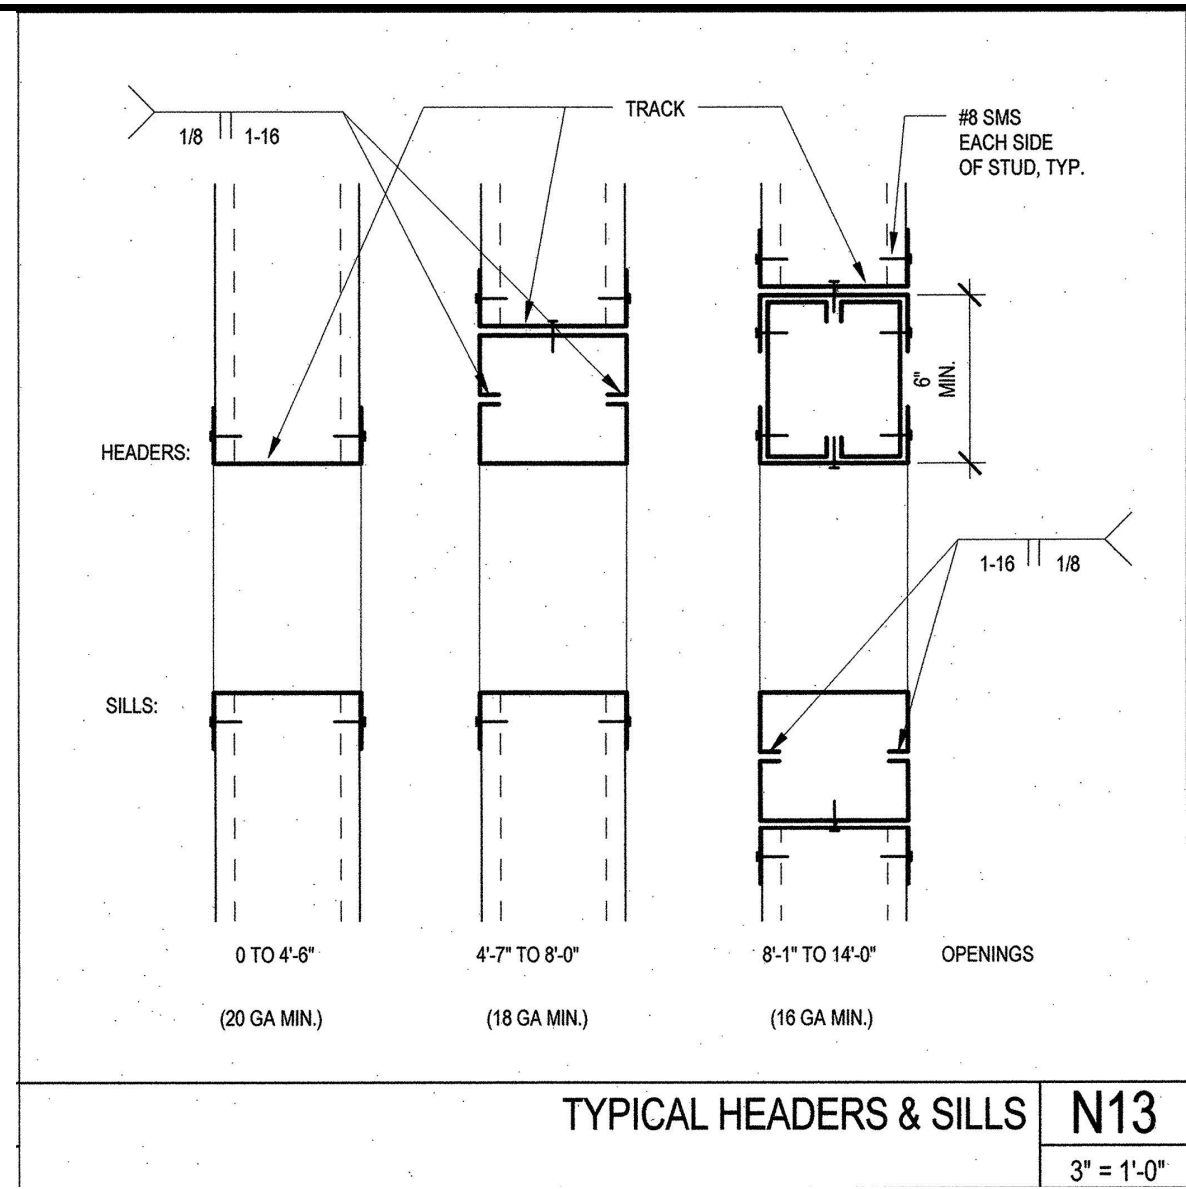 TRACK
#8 SMS
EACH SIDE
OF STUD, TYP.
1/8 1-16
6"
MIN.
HEADERS:
1-16 1/8
SILLS:
0 TO 4'-6" 4'-7" TO 8'-0" 8'-1" TO 14'-0" OPENINGS
(20 GA MIN.) (18 GA MIN.) (16 GA MIN.)
TYPICAL HEADERS & SILLS N13
3" = 1'-0"